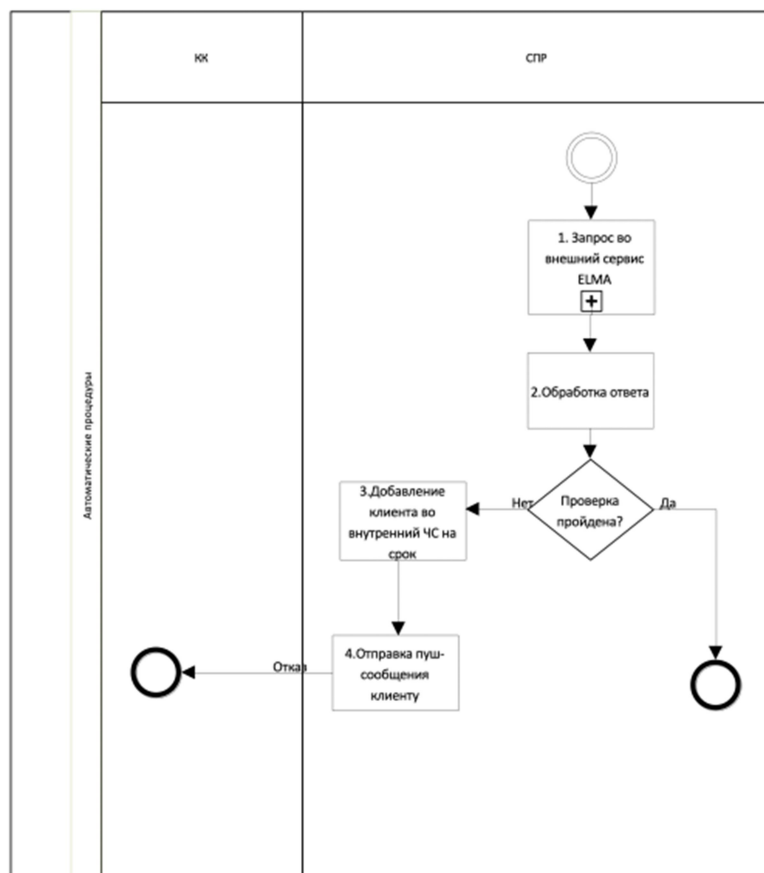 КК
СПР
Автоматические процедуры
1. Запрос во
внешний сервис
ELMA
2.Обработка ответа
Проверка
пройдена?
Нет
Да
3.Добавление
клиента во
внутренний ЧС на
срок
4.Отправка пуш-
сообщения
клиенту
Отказ